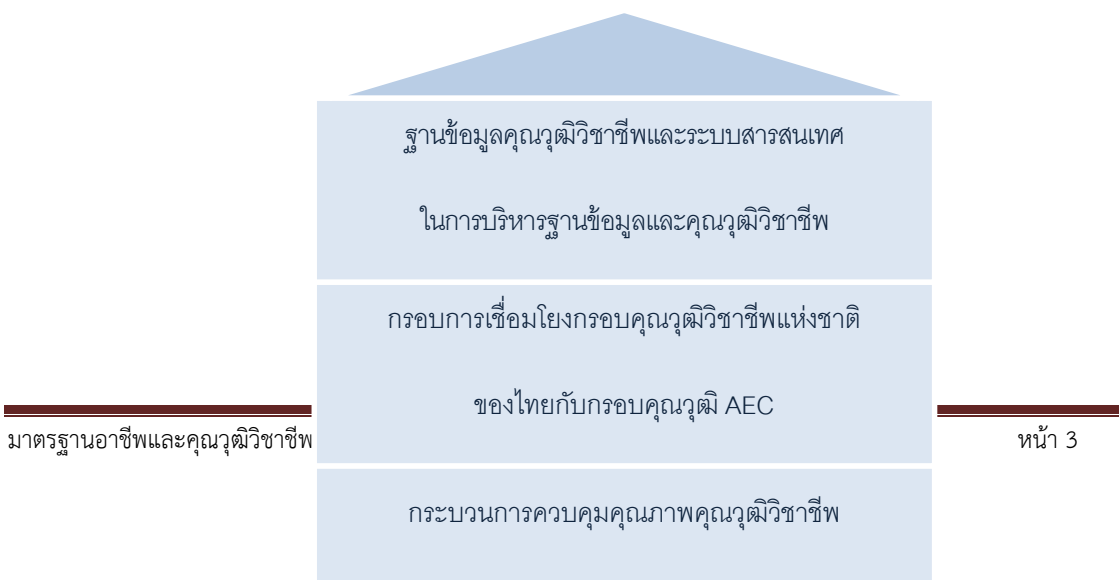 ฐานข้อมูลคุณวุฒิวิชาชีพและระบบสารสนเทศ
ในการบริหารฐานข้อมูลและคุณวุฒิวิชาชีพ
กรอบการเชื่อมโยงกรอบคุณวุฒิวิชาชีพแห่งชาติ
ของไทยกับกรอบคุณวุฒิ AEC
มาตรฐานอาชีพและคุณวุฒิวิชาชีพ
หน้า 3
กระบวนการควบคุมคุณภาพคุณวุฒิวิชาชีพ